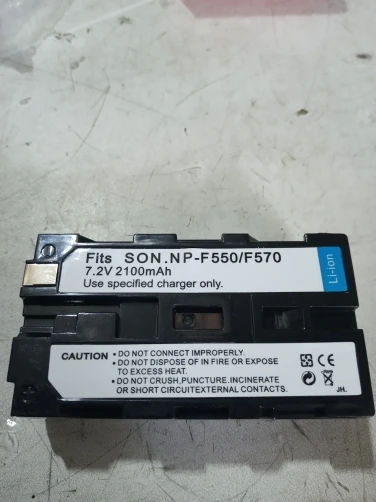 Fits SON.NP-F550/F570
7.2V 2100mAh
Use specified charger only.
Li-ion
CAUTION • DO NOT CONNECT IMPROPERLY.
• DO NOT DISPOSE OF IN FIRE OR EXPOSE
TO EXCESS HEAT.
• DO NOT CRUSH,PUNCTURE.INCINERATE
OR SHORT CIRCUITEXTERNAL CONTACTS.
CE
JH.